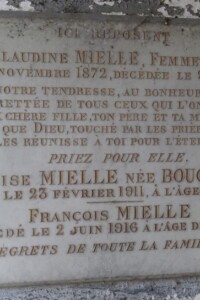 ICI REPOSENT
LAUDINE MIELLE, FEMME
NOVEMBRE 1872, DÉCÉDÉE LE
NOTRE TENDRESSE, AU BONHEUR
METTÉE DE TOUS CEUX QUI L'ON
X CHÈRE FILLE, TON PÈRE ET TA M
QUE DIEU, TOUCHÉ PAR LES PRIÈ
LES RÉUNISSE A TOI POUR L'ÉTER
PRIEZ POUR ELLE.
ISE MIELLE NÉE BOUC
LE 23 FÉVRIER 1911, À L'ÂGE
FRANÇOIS MIELLE
CÉDÉ LE 2 JUIN 1916 À L'ÂGE D
EGRETS DE TOUTE LA FAMI